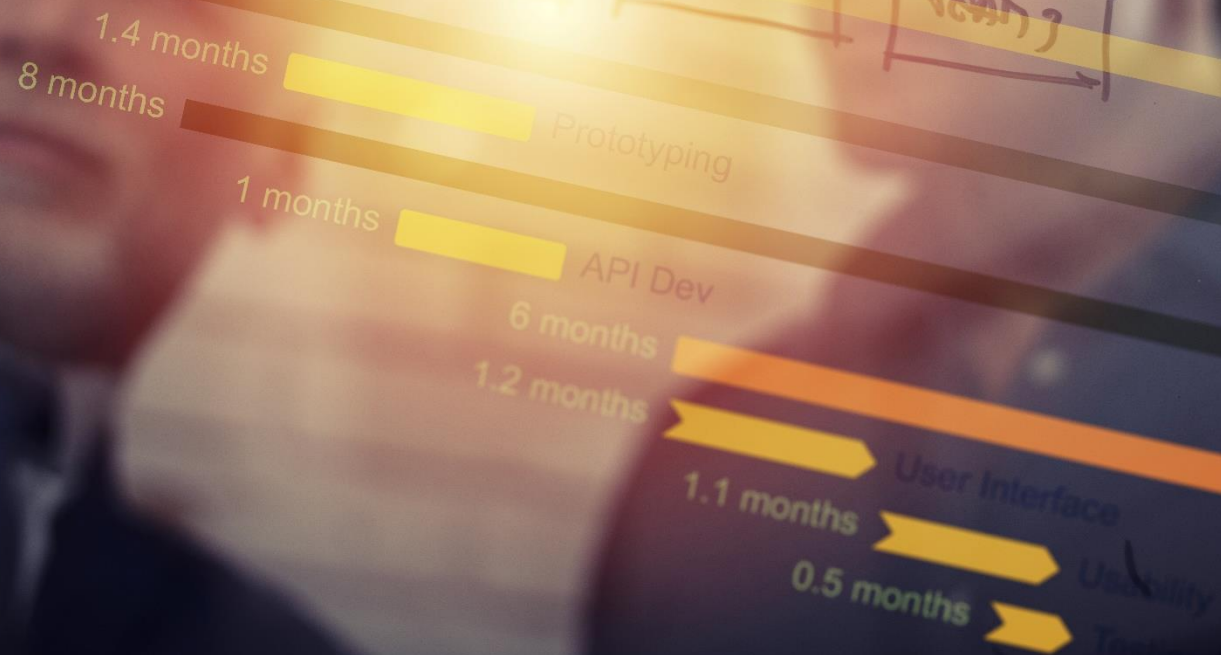 1.4 months
Prototyping
8 months
1 months
API Dev
6 months
1.2 months
User Interface
1.1 months
Usability
0.5 months